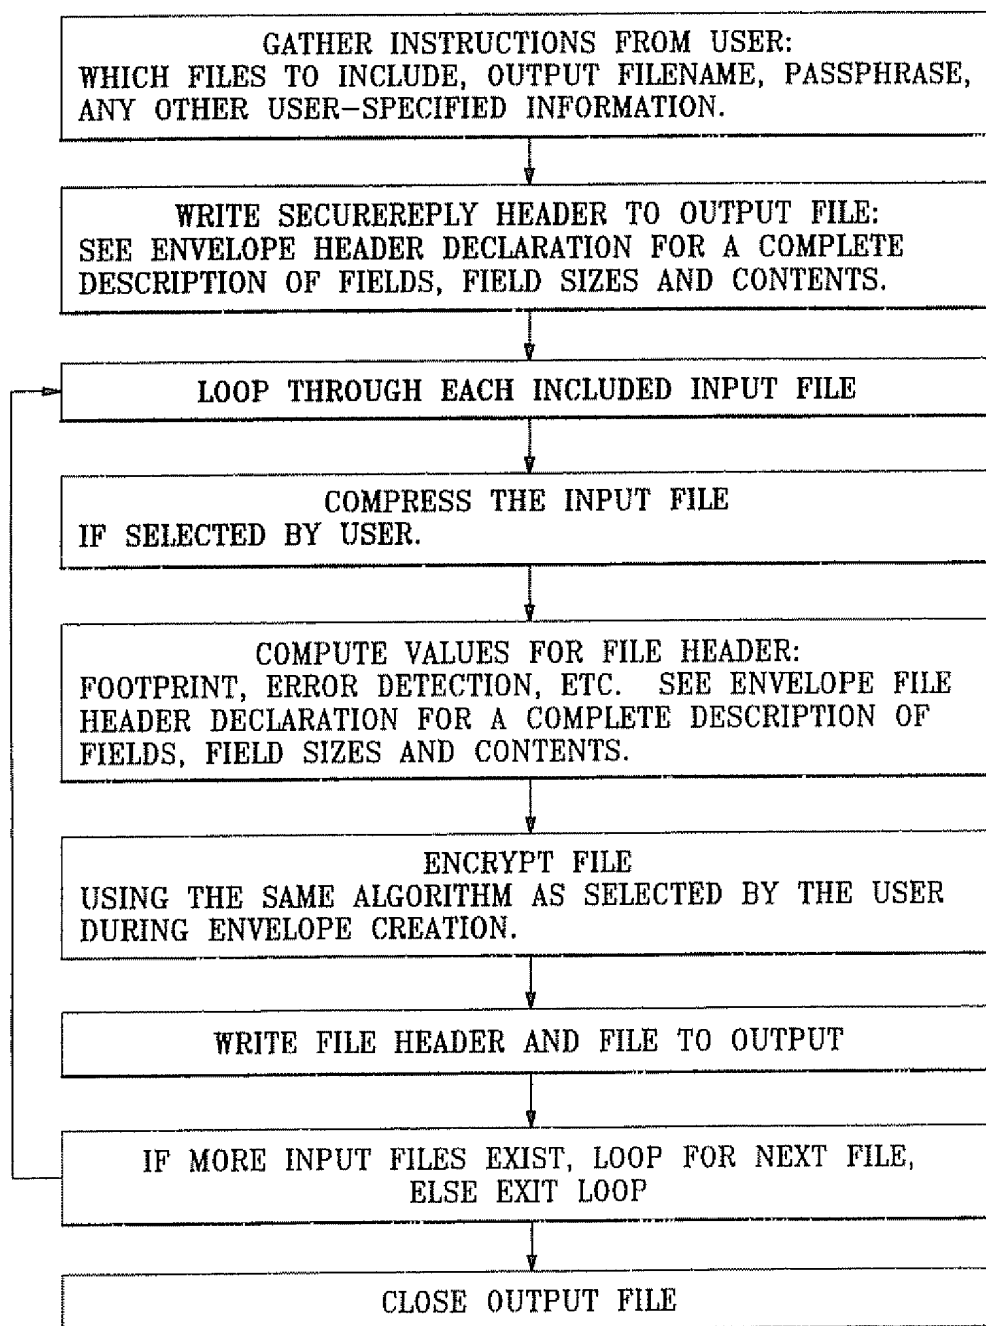 GATHER INSTRUCTIONS FROM USER:
WHICH FILES TO INCLUDE, OUTPUT FILENAME, PASSPHRASE,
ANY OTHER USER-SPECIFIED INFORMATION.
WRITE SECUREREPLY HEADER TO OUTPUT FILE:
SEE ENVELOPE HEADER DECLARATION FOR A COMPLETE
DESCRIPTION OF FIELDS, FIELD SIZES AND CONTENTS.
LOOP THROUGH EACH INCLUDED INPUT FILE
COMPRESS THE INPUT FILE
IF SELECTED BY USER.
COMPUTE VALUES FOR FILE HEADER:
FOOTPRINT, ERROR DETECTION, ETC. SEE ENVELOPE FILE
HEADER DECLARATION FOR A COMPLETE DESCRIPTION OF
FIELDS, FIELD SIZES AND CONTENTS.
ENCRYPT FILE
USING THE SAME ALGORITHM AS SELECTED BY THE USER
DURING ENVELOPE CREATION.
WRITE FILE HEADER AND FILE TO OUTPUT
IF MORE INPUT FILES EXIST, LOOP FOR NEXT FILE,
ELSE EXIT LOOP
CLOSE OUTPUT FILE